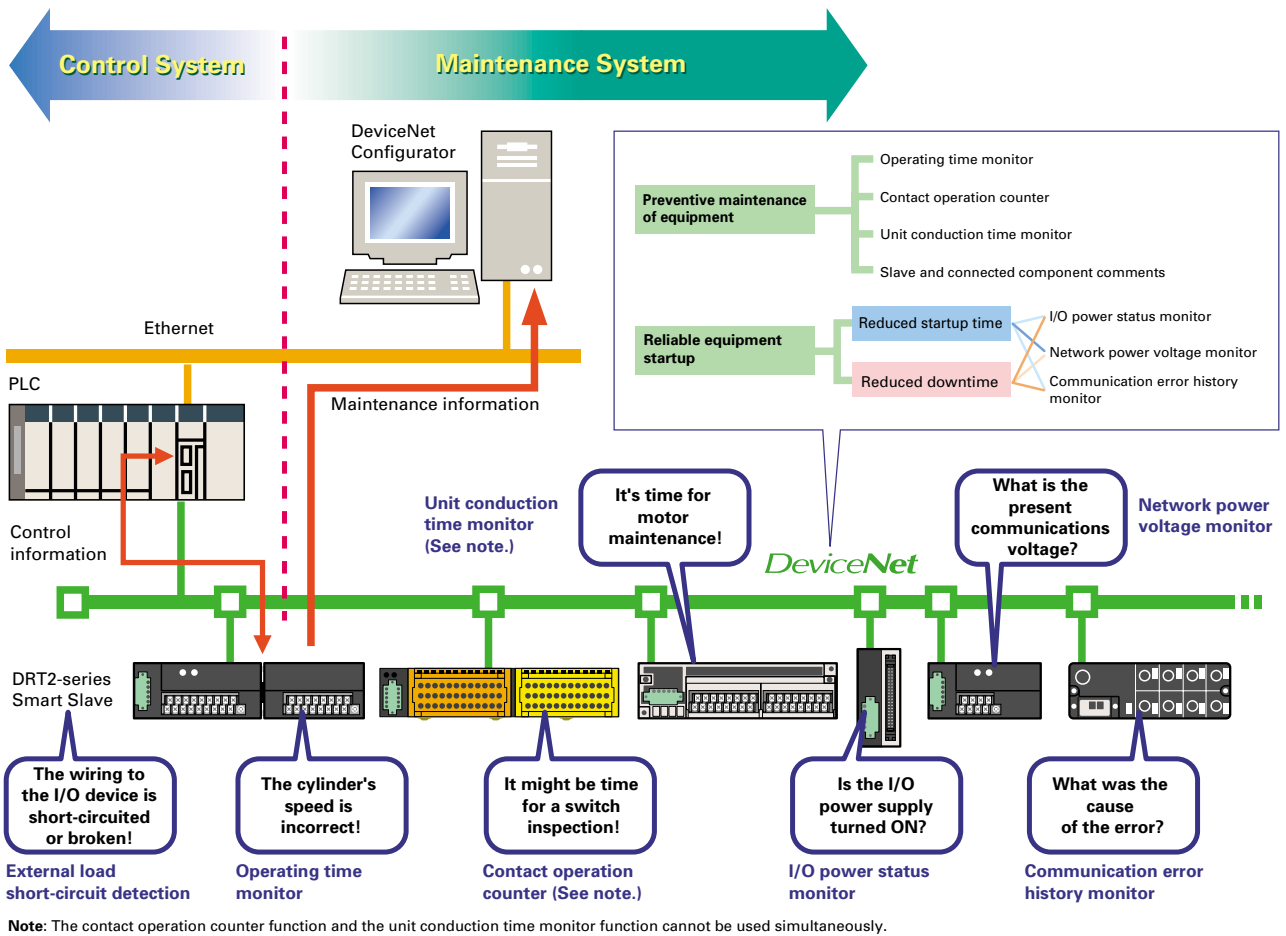 Control System
Maintenance System
DeviceNet
Configurator
Ethernet
PLC
Maintenance information
Control
information
Preventive maintenance
of equipment
Operating time monitor
Contact operation counter
Unit conduction time monitor
Slave and connected component comments
Reliable equipment
startup
Reduced startup time
Reduced downtime
I/O power status monitor
Network power voltage monitor
Communication error history
monitor
Unit conduction
time monitor
(See note.)
It's time for
motor
maintenance!
DeviceNet
What is the
present
communications
voltage?
Network power
voltage monitor
DRT2-series
Smart Slave
The wiring to
the I/O device is
short-circuited
or broken!
External load
short-circuit detection
The cylinder's
speed is
incorrect!
Operating time
monitor
It might be time
for a switch
inspection!
Contact operation
counter (See note.)
Is the I/O
power supply
turned ON?
I/O power status
monitor
What was the
cause
of the error?
Communication error
history monitor
Note: The contact operation counter function and the unit conduction time monitor function cannot be used simultaneously.